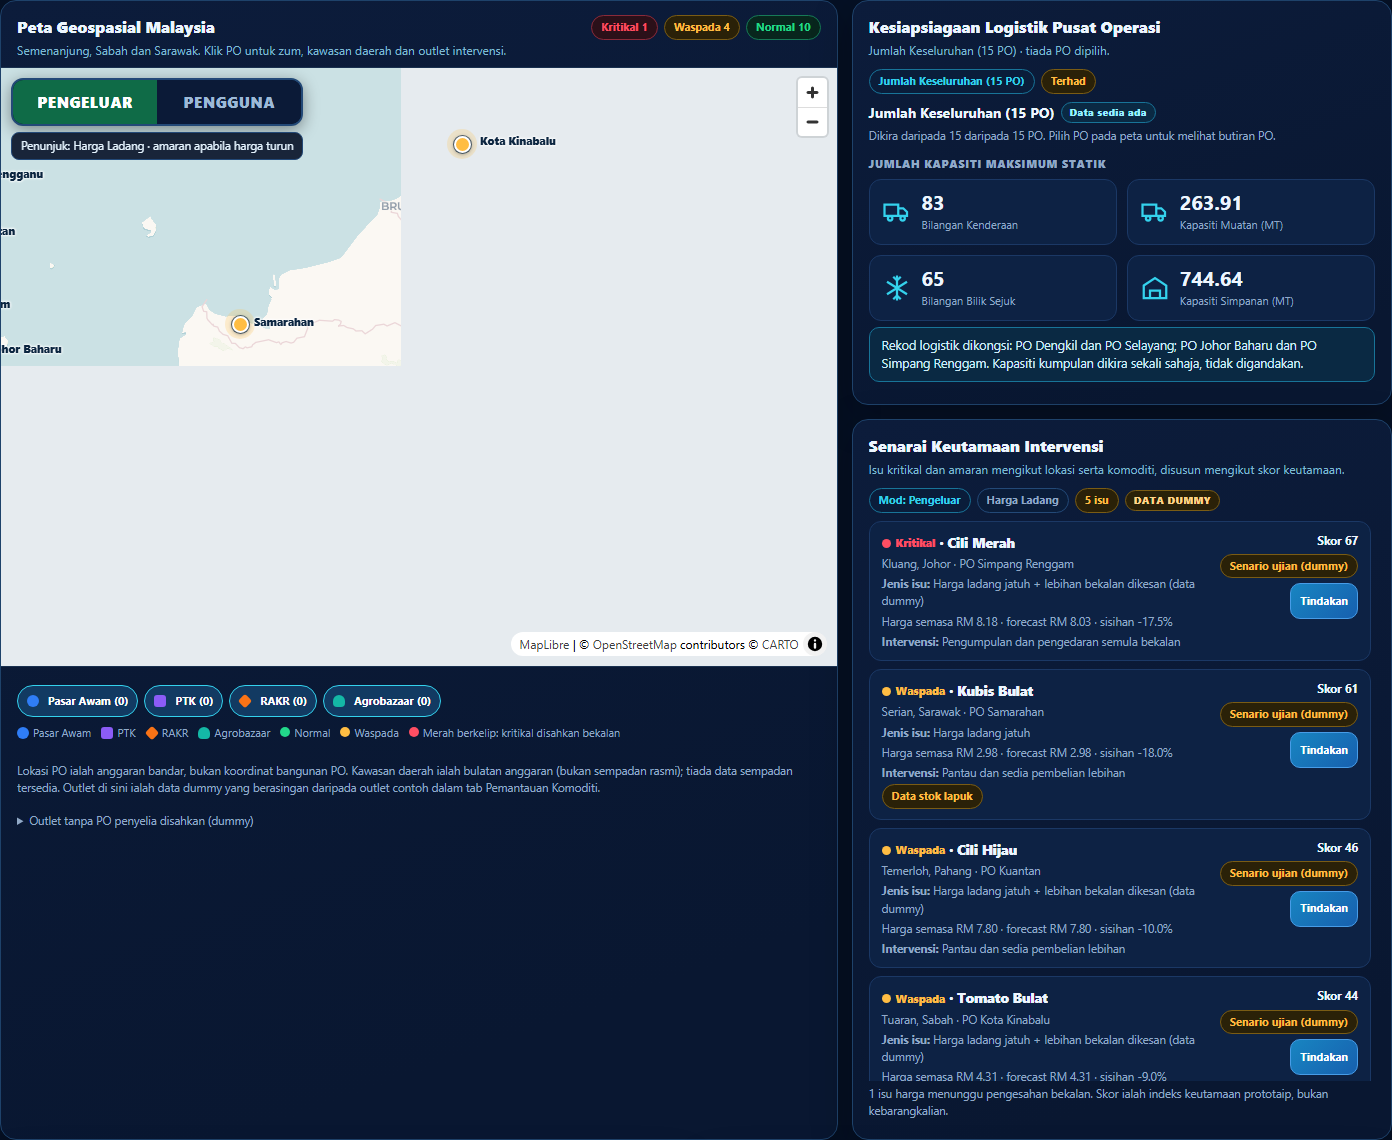 Peta Geospasial Malaysia
Kritikal 1
Waspada 4
Normal 10
Semenanjung, Sabah dan Sarawak. Klik PO untuk zum, kawasan daerah dan outlet intervensi.
PENGELUAR
PENGGUNA
Penunjuk: Harga Ladang · amaran apabila harga turun
+
−
Kota Kinabalu
engganu
BRU
tan
m
Samarahan
hor Baharu
MapLibre | © OpenStreetMap contributors © CARTO
Pasar Awam (0)
PTK (0)
RAKR (0)
Agrobazaar (0)
Pasar Awam
PTK
RAKR
Agrobazaar
Normal
Waspada
Merah berkelip: kritikal disahkan bekalan
Lokasi PO ialah anggaran bandar, bukan koordinat bangunan PO. Kawasan daerah ialah bulatan anggaran (bukan sempadan rasmi); tiada data sempadan
tersedia. Outlet di sini ialah data dummy yang berasingan daripada outlet contoh dalam tab Pemantauan Komoditi.
Outlet tanpa PO penyelia disahkan (dummy)
Kesiapsiagaan Logistik Pusat Operasi
Jumlah Keseluruhan (15 PO) · tiada PO dipilih.
Jumlah Keseluruhan (15 PO)
Terhad
Jumlah Keseluruhan (15 PO)
Data sedia ada
Dikira daripada 15 daripada 15 PO. Pilih PO pada peta untuk melihat butiran PO.
JUMLAH KAPASITI MAKSIMUM STATIK
83
Bilangan Kenderaan
263.91
Kapasiti Muatan (MT)
65
Bilangan Bilik Sejuk
744.64
Kapasiti Simpanan (MT)
Rekod logistik dikongsi: PO Dengkil dan PO Selayang; PO Johor Baharu dan PO
Simpang Renggam. Kapasiti kumpulan dikira sekali sahaja, tidak digandakan.
Senarai Keutamaan Intervensi
Isu kritikal dan amaran mengikut lokasi serta komoditi, disusun mengikut skor keutamaan.
Mod: Pengeluar
Harga Ladang
5 isu
DATA DUMMY
Kritikal • Cili Merah
Skor 67
Kluang, Johor · PO Simpang Renggam
Senario ujian (dummy)
Jenis isu: Harga ladang jatuh + lebihan bekalan dikesan (data
dummy)
Tindakan
Harga semasa RM 8.18 · forecast RM 8.03 · sisihan -17.5%
Intervensi: Pengumpulan dan pengedaran semula bekalan
Waspada • Kubis Bulat
Skor 61
Serian, Sarawak · PO Samarahan
Senario ujian (dummy)
Jenis isu: Harga ladang jatuh
Tindakan
Harga semasa RM 2.98 · forecast RM 2.98 · sisihan -18.0%
Intervensi: Pantau dan sedia pembelian lebihan
Data stok lapuk
Waspada • Cili Hijau
Skor 46
Temerloh, Pahang · PO Kuantan
Senario ujian (dummy)
Jenis isu: Harga ladang jatuh + lebihan bekalan dikesan (data
dummy)
Tindakan
Harga semasa RM 7.80 · forecast RM 7.80 · sisihan -10.0%
Intervensi: Pantau dan sedia pembelian lebihan
Waspada • Tomato Bulat
Skor 44
Tuaran, Sabah · PO Kota Kinabalu
Senario ujian (dummy)
Jenis isu: Harga ladang jatuh + lebihan bekalan dikesan (data
dummy)
Tindakan
Harga semasa RM 4.31 · forecast RM 4.31 · sisihan -9.0%
1 isu harga menunggu pengesahan bekalan. Skor ialah indeks keutamaan prototaip, bukan
kebarangkalian.